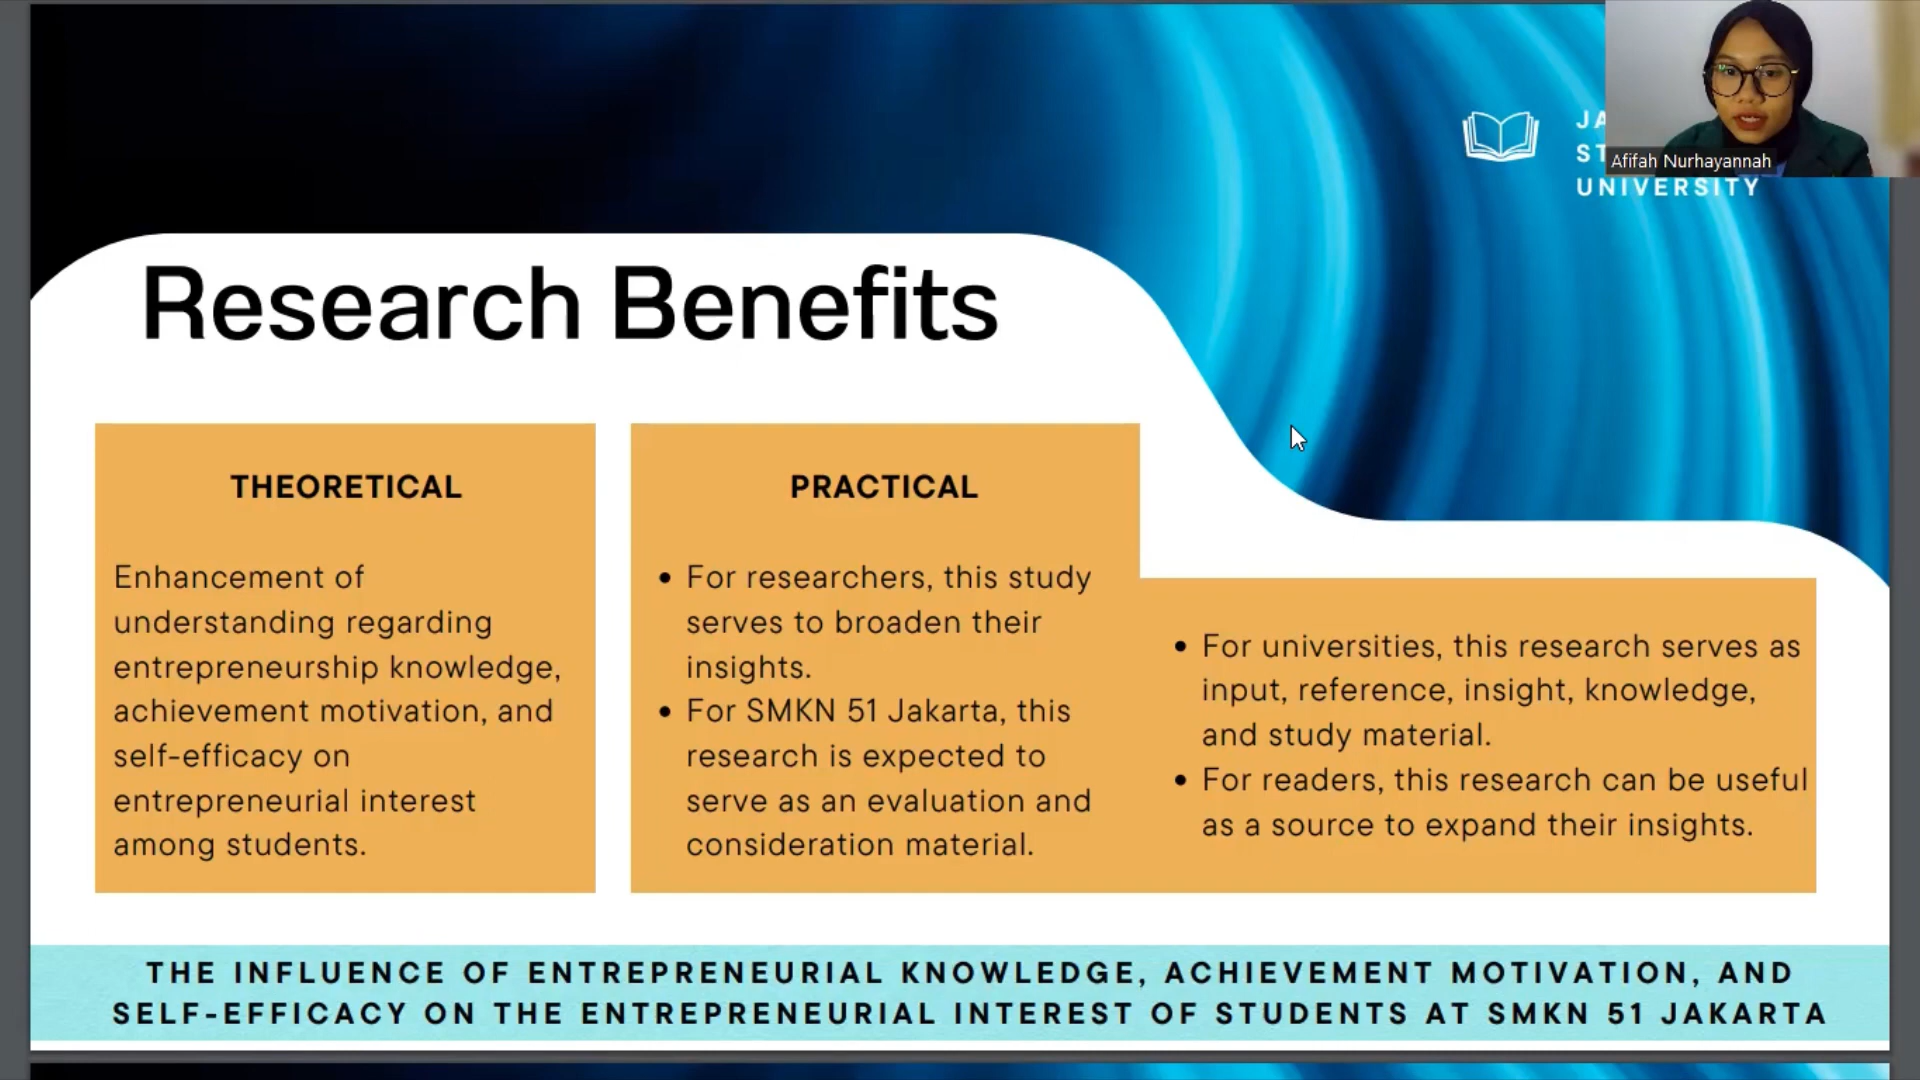 UNIVERSITY
Afifah Nurhayannah
Research Benefits
THEORETICAL
Enhancement of
understanding regarding
entrepreneurship knowledge,
achievement motivation, and
self-efficacy on
entrepreneurial interest
among students.
PRACTICAL
• For researchers, this study
serves to broaden their
insights.
• For SMKN 51 Jakarta, this
research is expected to
serve as an evaluation and
consideration material.
• For universities, this research serves as
input, reference, insight, knowledge,
and study material.
• For readers, this research can be useful
as a source to expand their insights.
THE INFLUENCE OF ENTREPRENEURIAL KNOWLEDGE, ACHIEVEMENT MOTIVATION, AND
SELF-EFFICACY ON THE ENTREPRENEURIAL INTEREST OF STUDENTS AT SMKN 51 JAKARTA